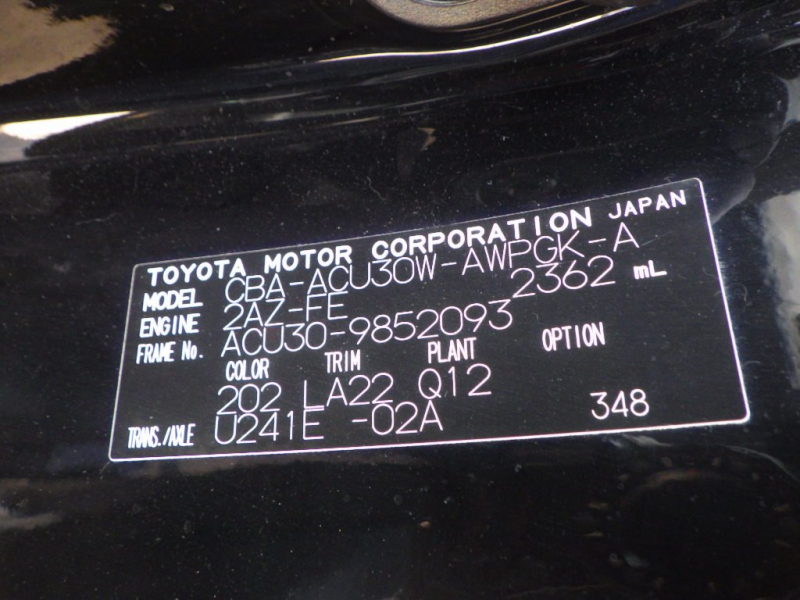 TOYOTA MOTOR CORPORATION JAPAN
MODEL CBA-ACU30W-AWPGK-A
ENGINE 2AZ-FE 2362 mL
FRAME No. ACU30-9852093
COLOR TRIM PLANT OPTION
202 LA22 Q12
TRANS./AXLE U241E -02A 348